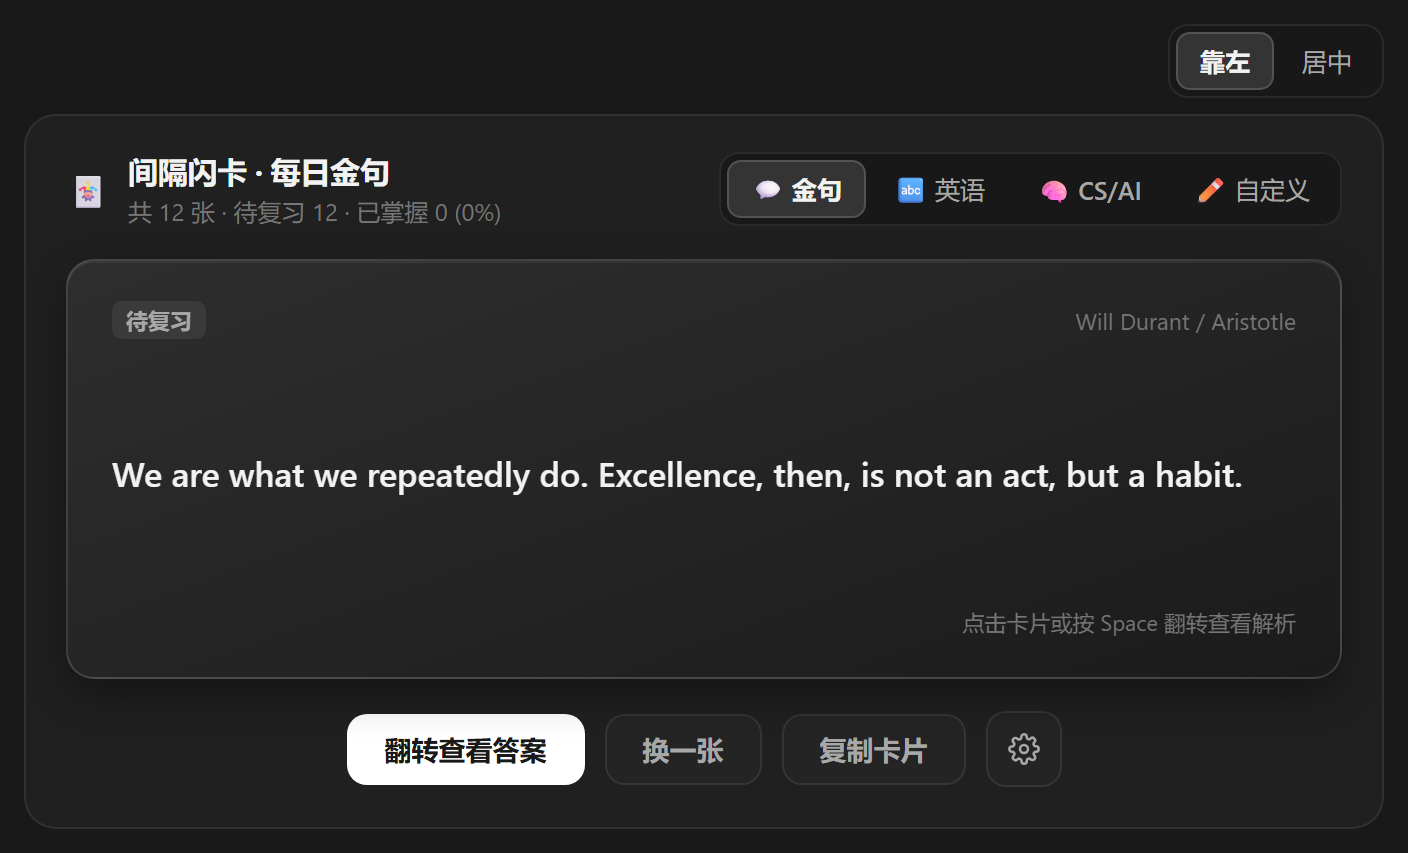 靠左 居中
间隔闪卡 · 每日金句
共 12 张 · 待复习 12 · 已掌握 0 (0%)
金句 abc 英语 CS/AI 自定义
待复习 Will Durant / Aristotle
We are what we repeatedly do. Excellence, then, is not an act, but a habit.
点击卡片或按 Space 翻转查看解析
翻转查看答案 换一张 复制卡片